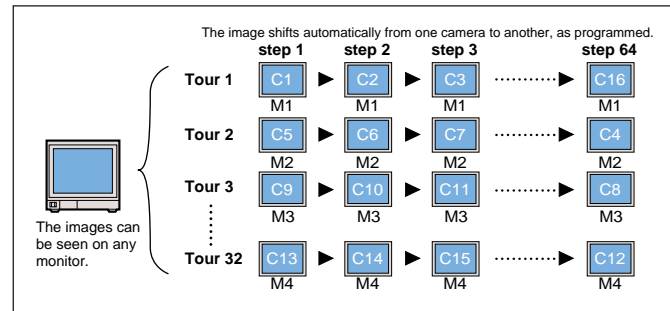 The image shifts automatically from one camera to another, as programmed.
step 1 step 2 step 3 step 64
Tour 1 C1 C2 C3 C16
M1 M1 M1 M1
Tour 2 C5 C6 C7 C4
M2 M2 M2 M2
Tour 3 C9 C10 C11 C8
M3 M3 M3 M3
The images can
be seen on any
monitor.
Tour 32 C13 C14 C15 C12
M4 M4 M4 M4